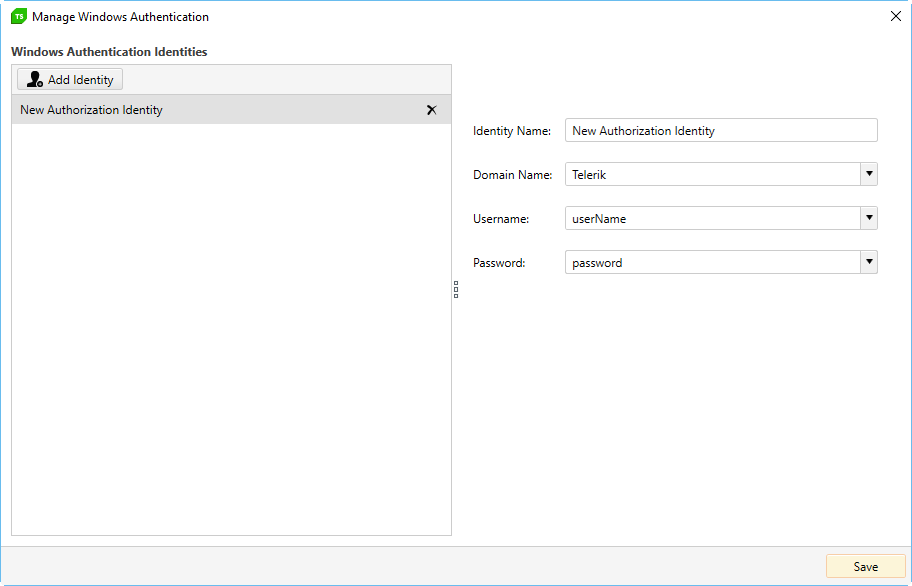 TS Manage Windows Authentication
Windows Authentication Identities
Add Identity
New Authorization Identity
Identity Name: New Authorization Identity
Domain Name: Telerik
Username: userName
Password: password
Save